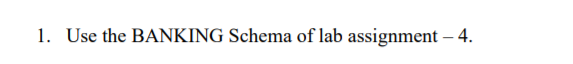 1. Use the BANKING Schema of lab assignment – 4.